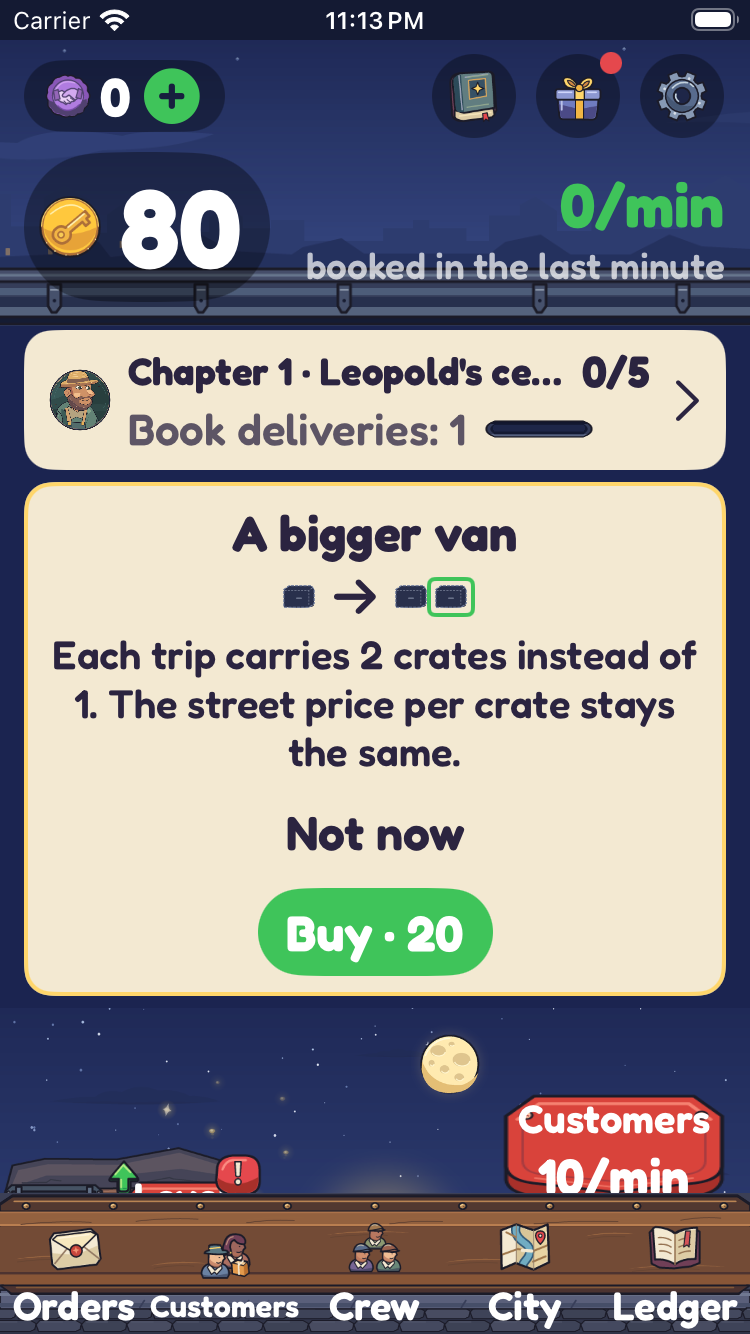 Carrier 11:13 PM
0
80
0/min
booked in the last minute
Chapter 1 · Leopold's ce... 0/5
Book deliveries: 1
A bigger van
Each trip carries 2 crates instead of
1. The street price per crate stays
the same.
Not now
Buy · 20
Customers
10/min
Orders
Customers
Crew
City
Ledger